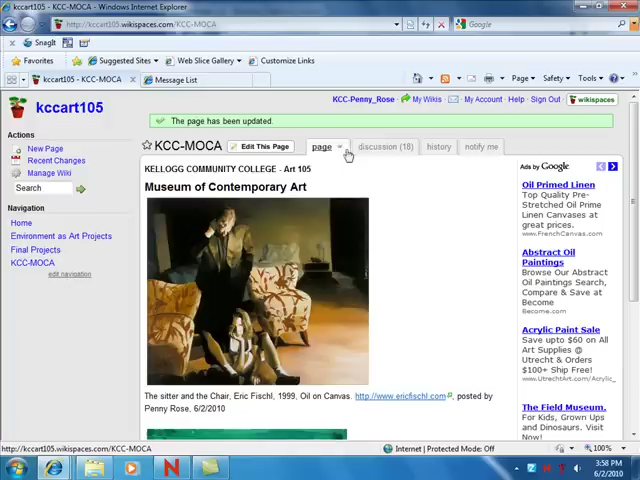 kccart105 - KCC-MOCA - Windows Internet Explorer
http://kccart105.wikispaces.com/KCC-MOCA
Google
SnagIt
Favorites
Suggested Sites
Web Slice Gallery
Customize Links
kccart105 - KCC-MOCA
Message List
Page
Safety
Tools
KCC-Penny_Rose
My Wikis
My Account
Help
Sign Out
wikispaces
kccart105
The page has been updated.
Actions
New Page
Recent Changes
Manage Wiki
Search
Navigation
Home
Environment as Art Projects
Final Projects
KCC-MOCA
edit navigation
KCC-MOCA
Edit This Page
page
discussion (18)
history
notify me
KELLOGG COMMUNITY COLLEGE - Art 105
Museum of Contemporary Art
The sitter and the Chair, Eric Fischl, 1999, Oil on Canvas. http://www.ericfischl.com, posted by
Penny Rose, 6/2/2010
Ads by Google
Oil Primed Linen
Top Quality Pre-
Stretched Oil Prime
Linen Canvases at
great prices.
www.FrenchCanvas.com
Abstract Oil
Paintings
Browse Our Abstract
Oil Paintings Search,
Compare, & Save at
Become
Become.com
Acrylic Paint Sale
Save upto $60 on All
Art Supplies @
Utrecht & Orders
$100+ Ship Free!
www.UtrechtArt.com/Acrylic_
The Field Museum.
For Kids, Grown Ups
and Dinosaurs. Visit
Now!
http://kccart105.wikispaces.com/KCC-MOCA
Internet | Protected Mode: Off
100%
3:58 PM
6/2/2010